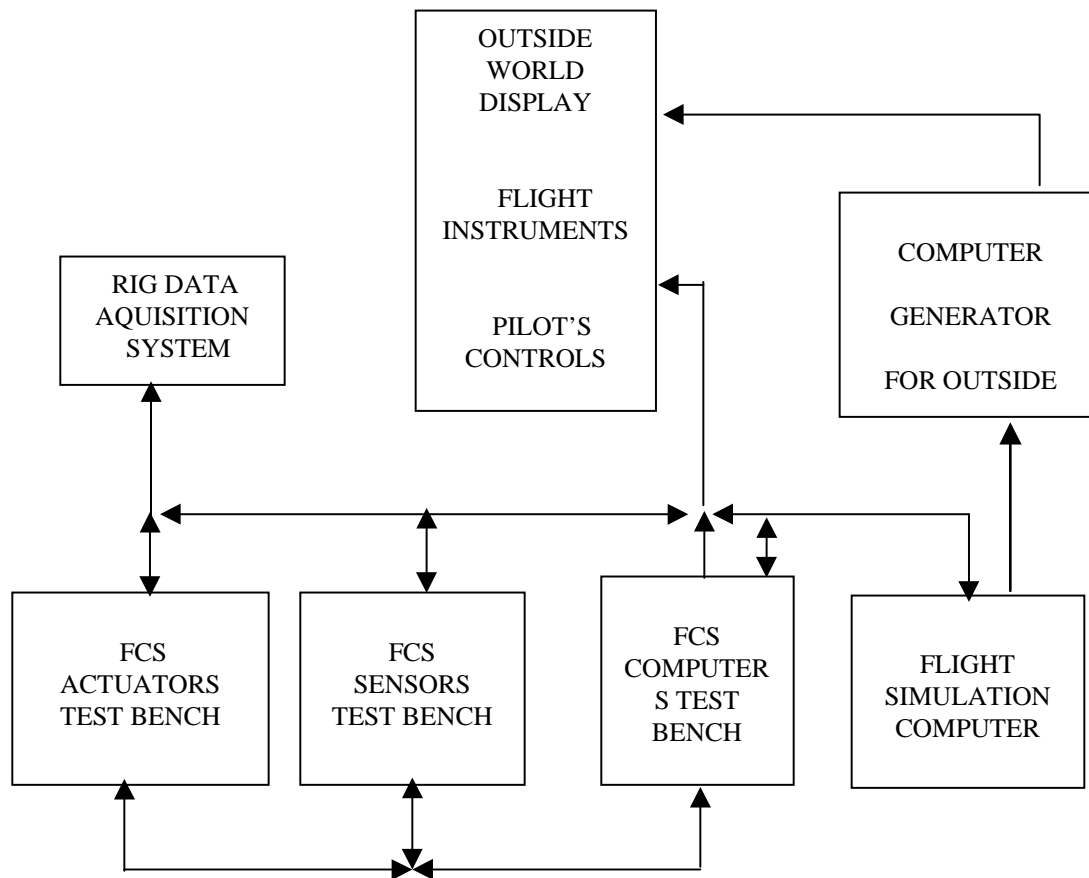 OUTSIDE
WORLD
DISPLAY
FLIGHT
INSTRUMENTS
PILOT'S
CONTROLS
COMPUTER
GENERATOR
FOR OUTSIDE
RIG DATA
AQUISITION
SYSTEM
FCS
ACTUATORS
TEST BENCH
FCS
SENSORS
TEST BENCH
FCS
COMPUTER
S TEST
BENCH
FLIGHT
SIMULATION
COMPUTER